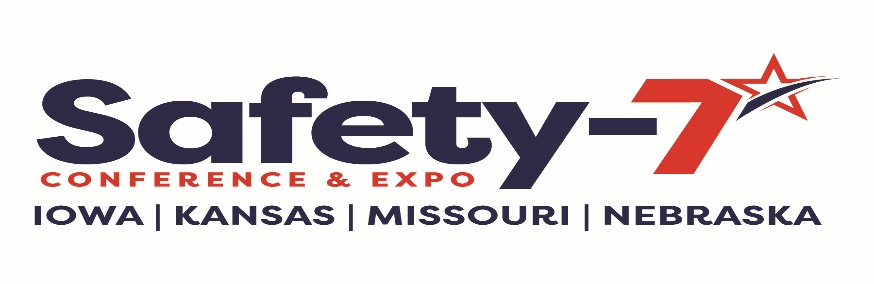 Safety-7
CONFERENCE & EXPO
IOWA | KANSAS | MISSOURI | NEBRASKA